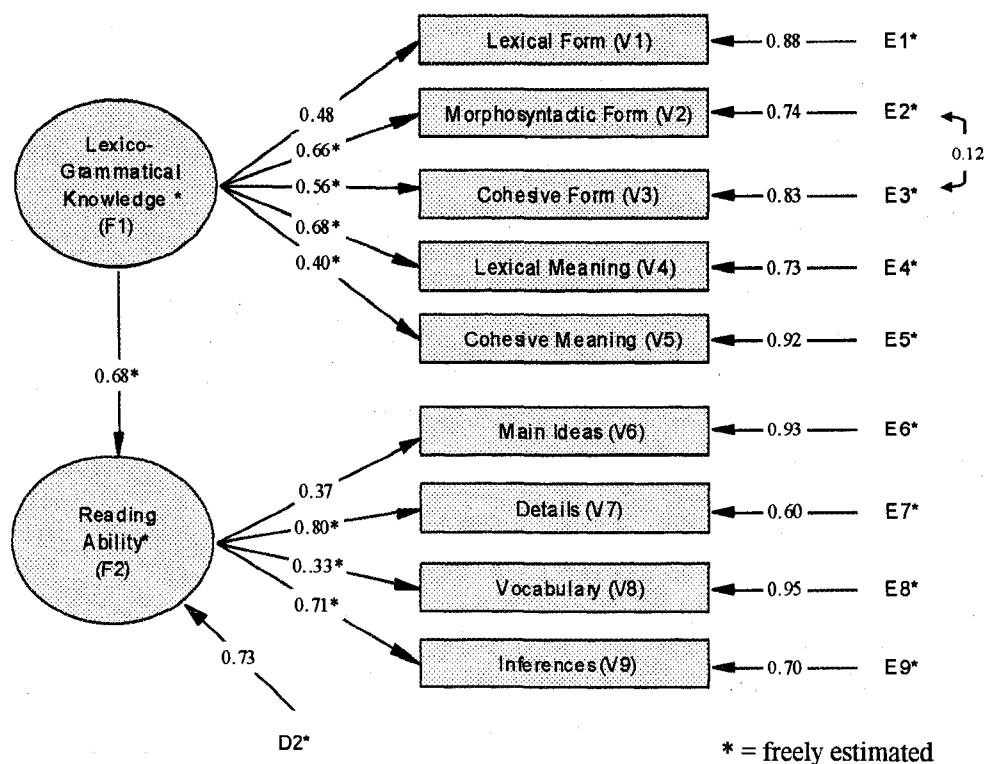 Lexical Form (V1)
0.88
E1*
0.48
Morphosyntactic Form (V2)
0.74
E2*
Lexico-
Grammatical
Knowledge *
(F1)
0.66*
0.12
0.56*
Cohesive Form (V3)
0.83
E3*
0.68*
0.40*
Lexical Meaning (V4)
0.73
E4*
Cohesive Meaning (V5)
0.92
E5*
0.68*
Main Ideas (V6)
0.93
E6*
0.37
Reading
Ability*
(F2)
0.80*
Details (V7)
0.60
E7*
0..33*
Vocabulary (V8)
0.95
E8*
0.71*
0.73
Inferences (V9)
0.70
E9*
D2*
* = freely estimated